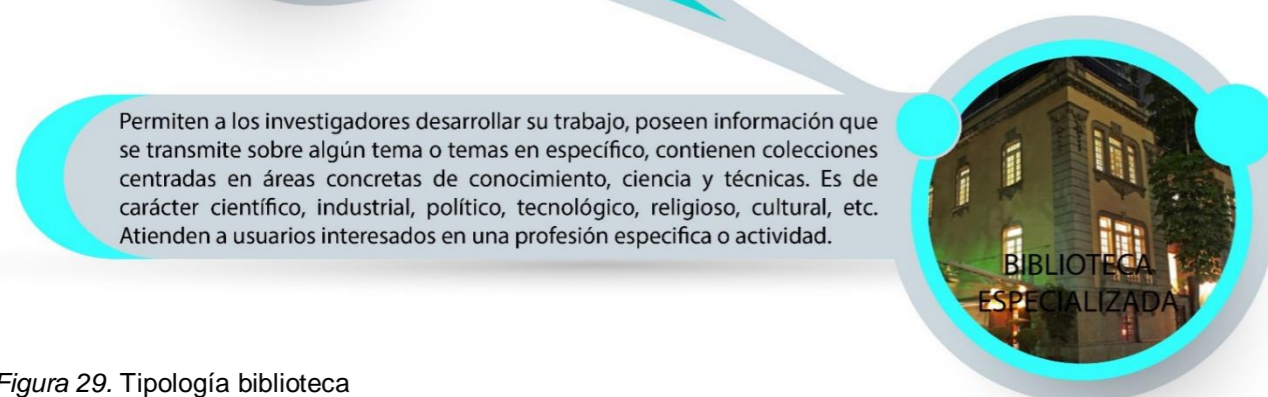 Permiten a los investigadores desarrollar su trabajo, poseen información que
se transmite sobre algún tema o temas en específico, contienen colecciones
centradas en áreas concretas de conocimiento, ciencia y técnicas. Es de
carácter científico, industrial, político, tecnológico, religioso, cultural, etc.
Atienden a usuarios interesados en una profesión especifica o actividad.
BIBLIOTECA
ESPECIALIZADA
Figura 29. Tipología biblioteca